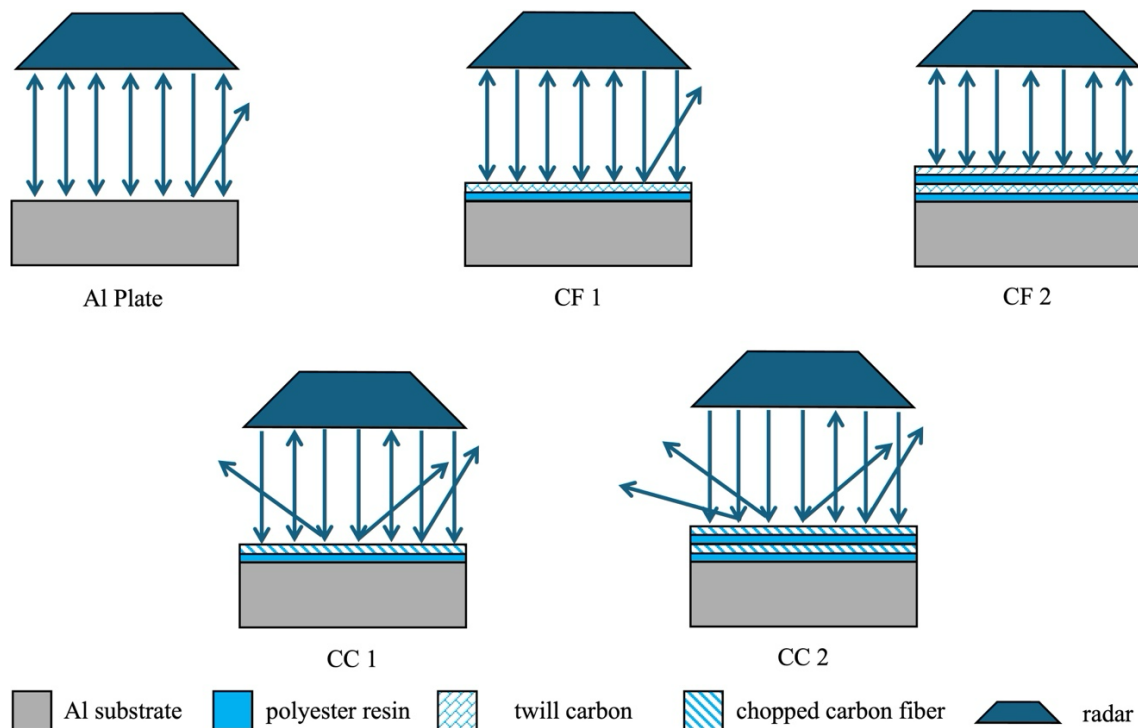 Al Plate
CF 1
CF 2
CC 1
CC 2
Al substrate
polyester resin
twill carbon
chopped carbon fiber
radar